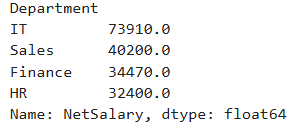 Department
IT         73910.0
Sales      40200.0
Finance    34470.0
HR         32400.0
Name: NetSalary, dtype: float64